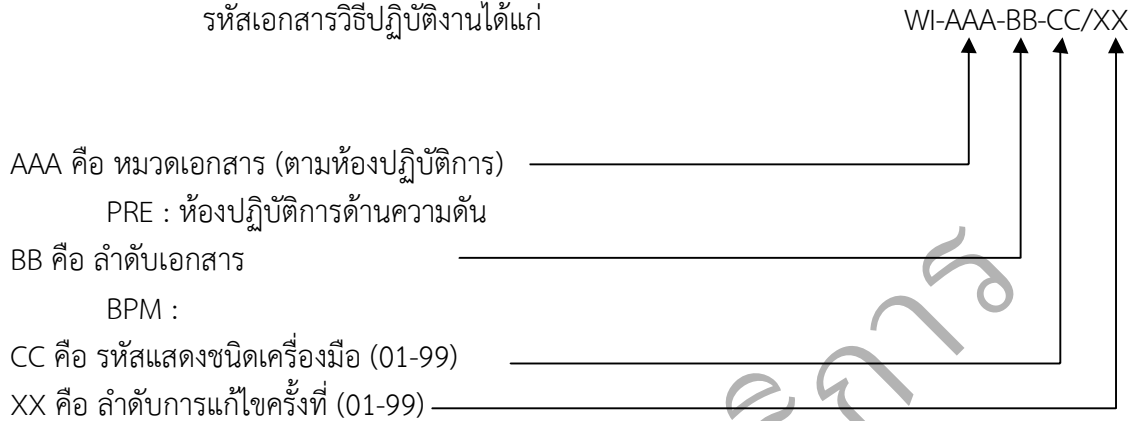 รหัสเอกสารวิธีปฏิบัติงานได้แก่ WI-AAA-BB-CC/XX
AAA คือ หมวดเอกสาร (ตามห้องปฏิบัติการ)
PRE : ห้องปฏิบัติการด้านความดัน
BB คือ ลำดับเอกสาร
BPM :
CC คือ รหัสแสดงชนิดเครื่องมือ (01-99)
XX คือ ลำดับการแก้ไขครั้งที่ (01-99)